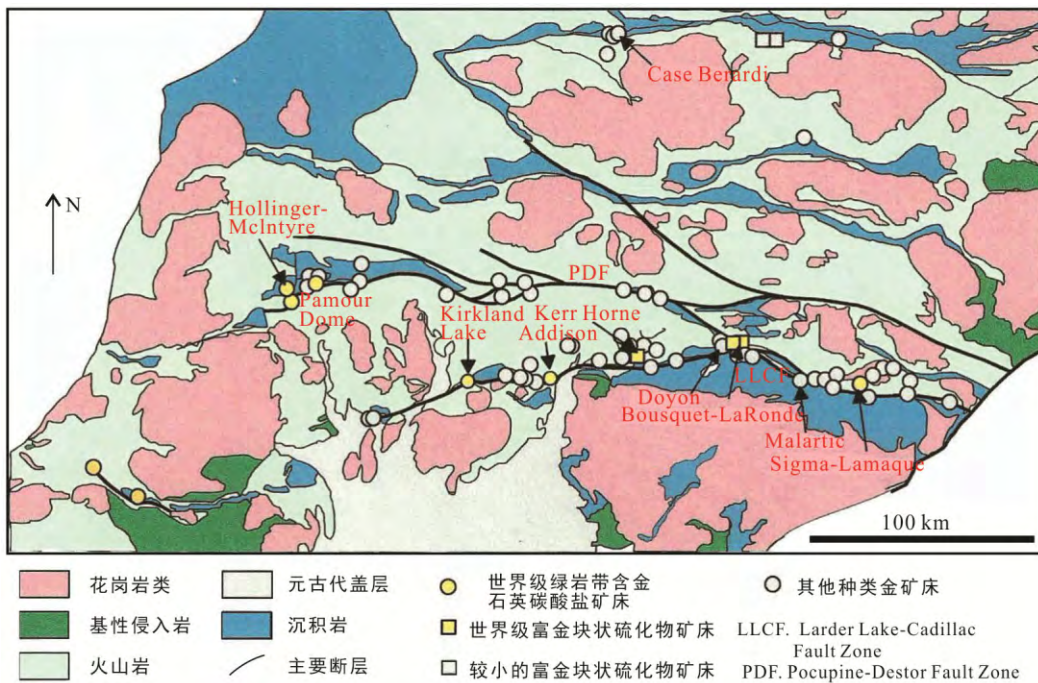 Case Berardi
N
Hollinger-
McIntyre
Pamour
Dome
PDF
Kirkland
Lake
Kerr
Addison
Horne
LLCF
Doyon
Bousquet-LaRonde
Malartic
Sigma-Lamaque
100 km
花岗岩类
元古代盖层
世界级绿岩带含金
石英碳酸盐矿床
其他种类金矿床
基性侵入岩
沉积岩
世界级富金块状硫化物矿床
LLCF. Larder Lake-Cadillac
Fault Zone
火山岩
主要断层
较小的富金块状硫化物矿床
PDF. Pocupine-Destor Fault Zone